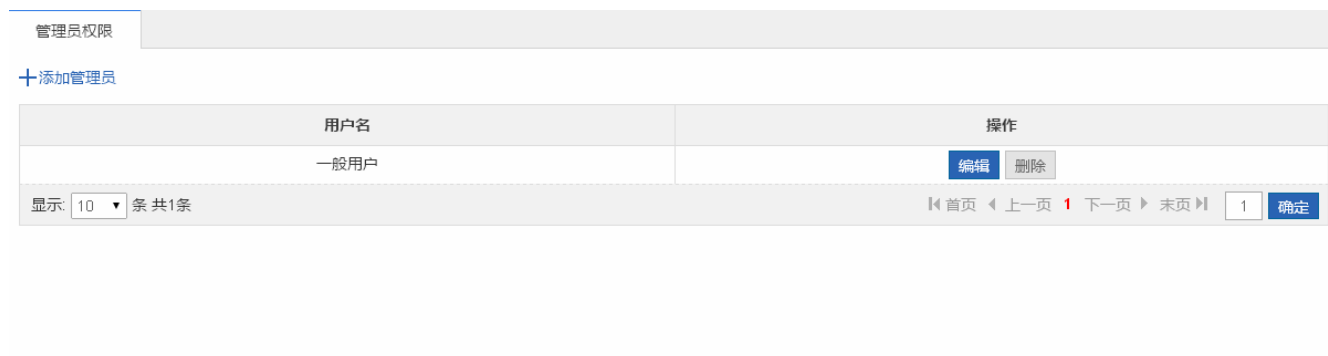 管理员权限
添加管理员
用户名 操作
一般用户 编辑 删除
显示: 10 条 共1条 首页 上一页 1 下一页 末页 1 确定